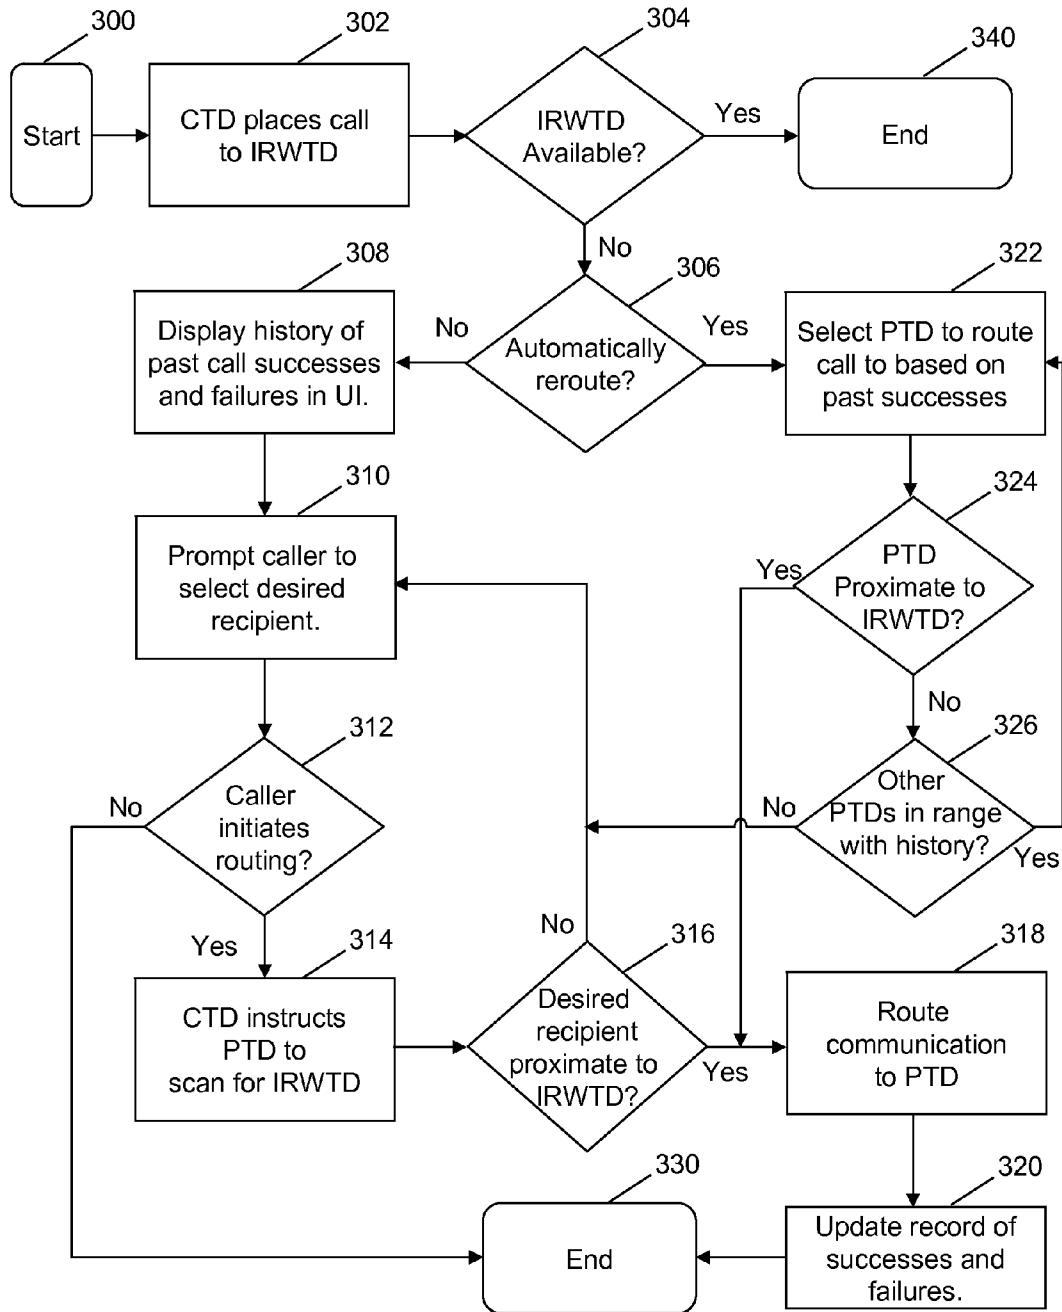 300
302
304
340
Start
CTD places call
to IRWTD
IRWTD
Available?
Yes
End
No
308
306
322
Display history of
past call successes
and failures in UI.
No
Automatically
reroute?
Yes
Select PTD to route
call to based on
past successes
310
324
Prompt caller to
select desired
recipient.
Yes
PTD
Proximate to
IRWTD?
No
312
326
No
Caller
initiates
routing?
No
Other
PTDs in range
with history?
Yes
Yes
314
No
316
318
CTD instructs
PTD to
scan for IRWTD
Desired
recipient
proximate to
IRWTD?
Yes
Route
communication
to PTD
330
320
End
Update record of
successes and
failures.